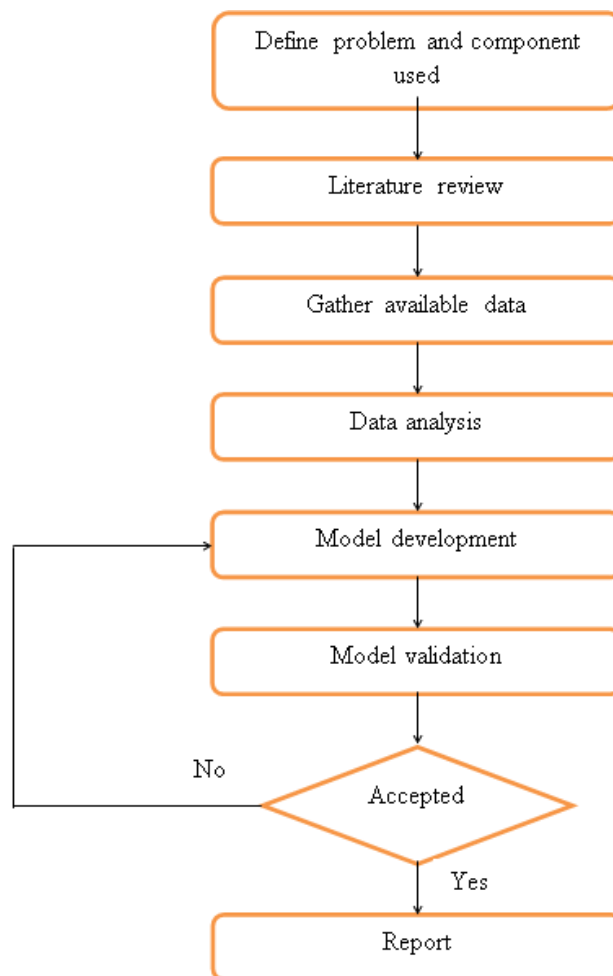 Define problem and component
used
Literature review
Gather available data
Data analysis
Model development
Model validation
No
Accepted
Yes
Report